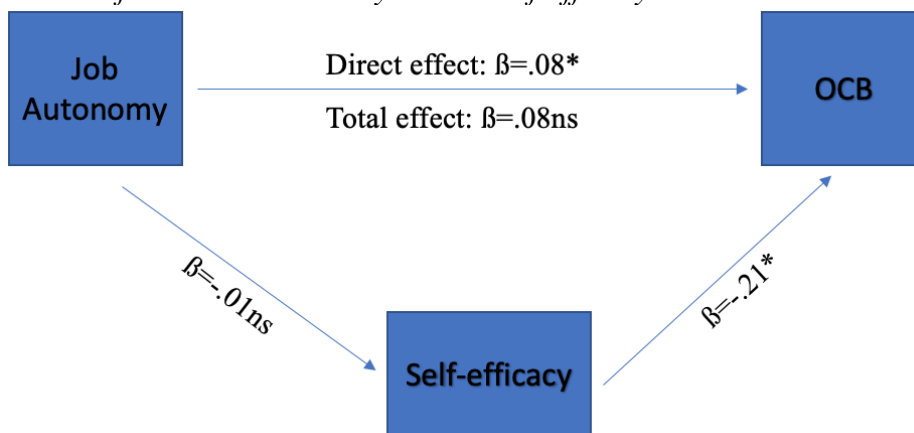 Job
Autonomy
Direct effect: ß=.08*
Total effect: ß=.08ns
OCB
ß=-.01ns
ß=-.21*
Self-efficacy